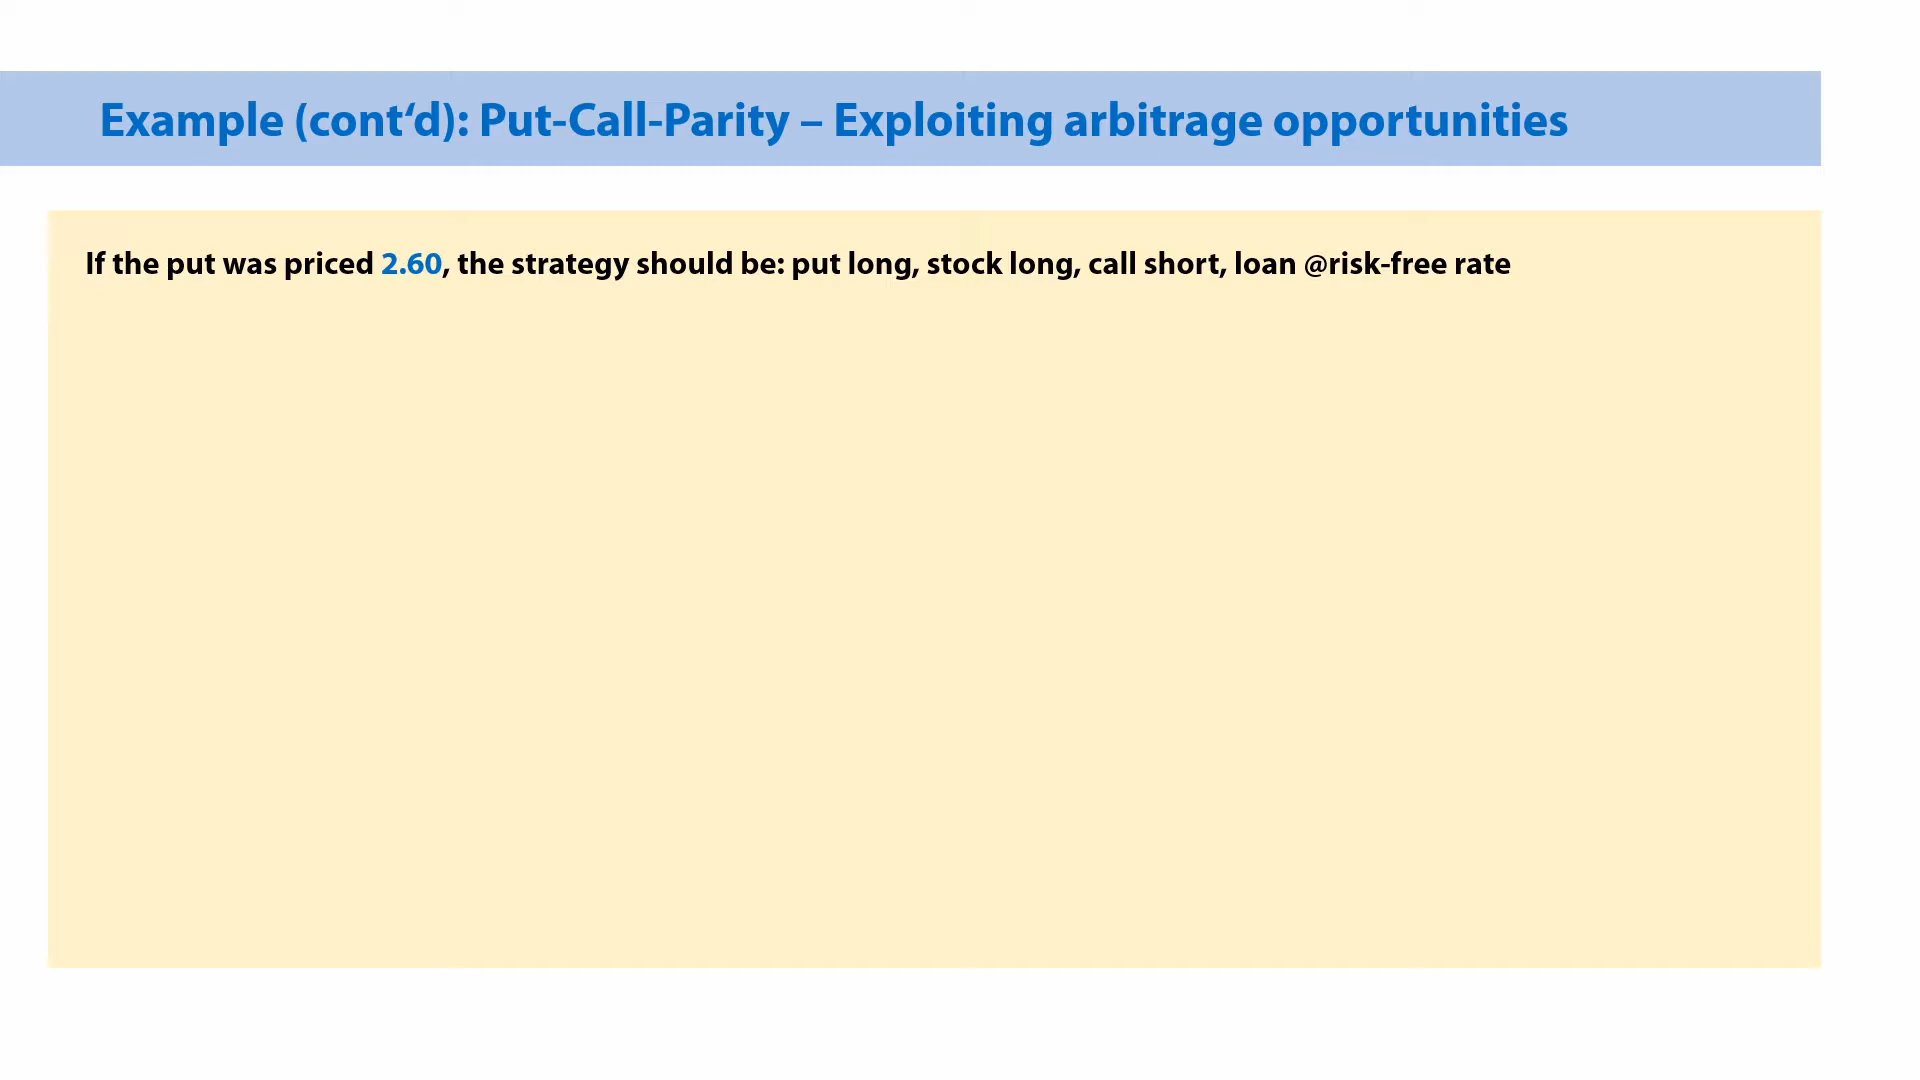 Example (cont‘d): Put-Call-Parity – Exploiting arbitrage opportunities
If the put was priced 2.60, the strategy should be: put long, stock long, call short, loan @risk-free rate